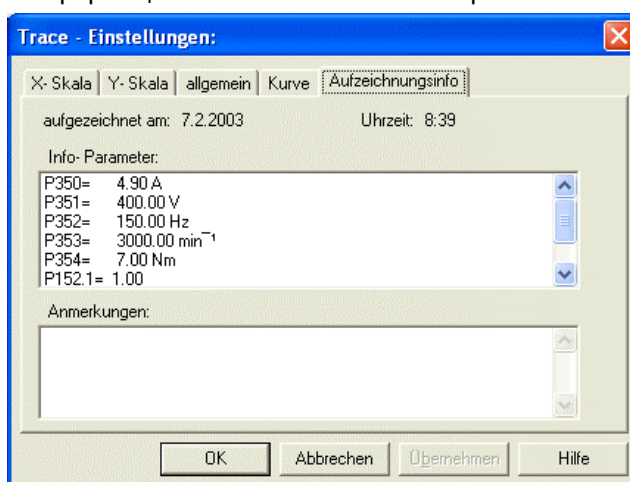 Trace - Einstellungen:
X- Skala Y- Skala allgemein Kurve Aufzeichnungsinfo
aufgezeichnet am: 7.2.2003 Uhrzeit: 8:39
Info- Parameter:
P350= 4.90 A
P351= 400.00 V
P352= 150.00 Hz
P353= 3000.00 min⁻¹
P354= 7.00 Nm
P152.1= 1.00
Anmerkungen:
OK Abbrechen Übernehmen Hilfe